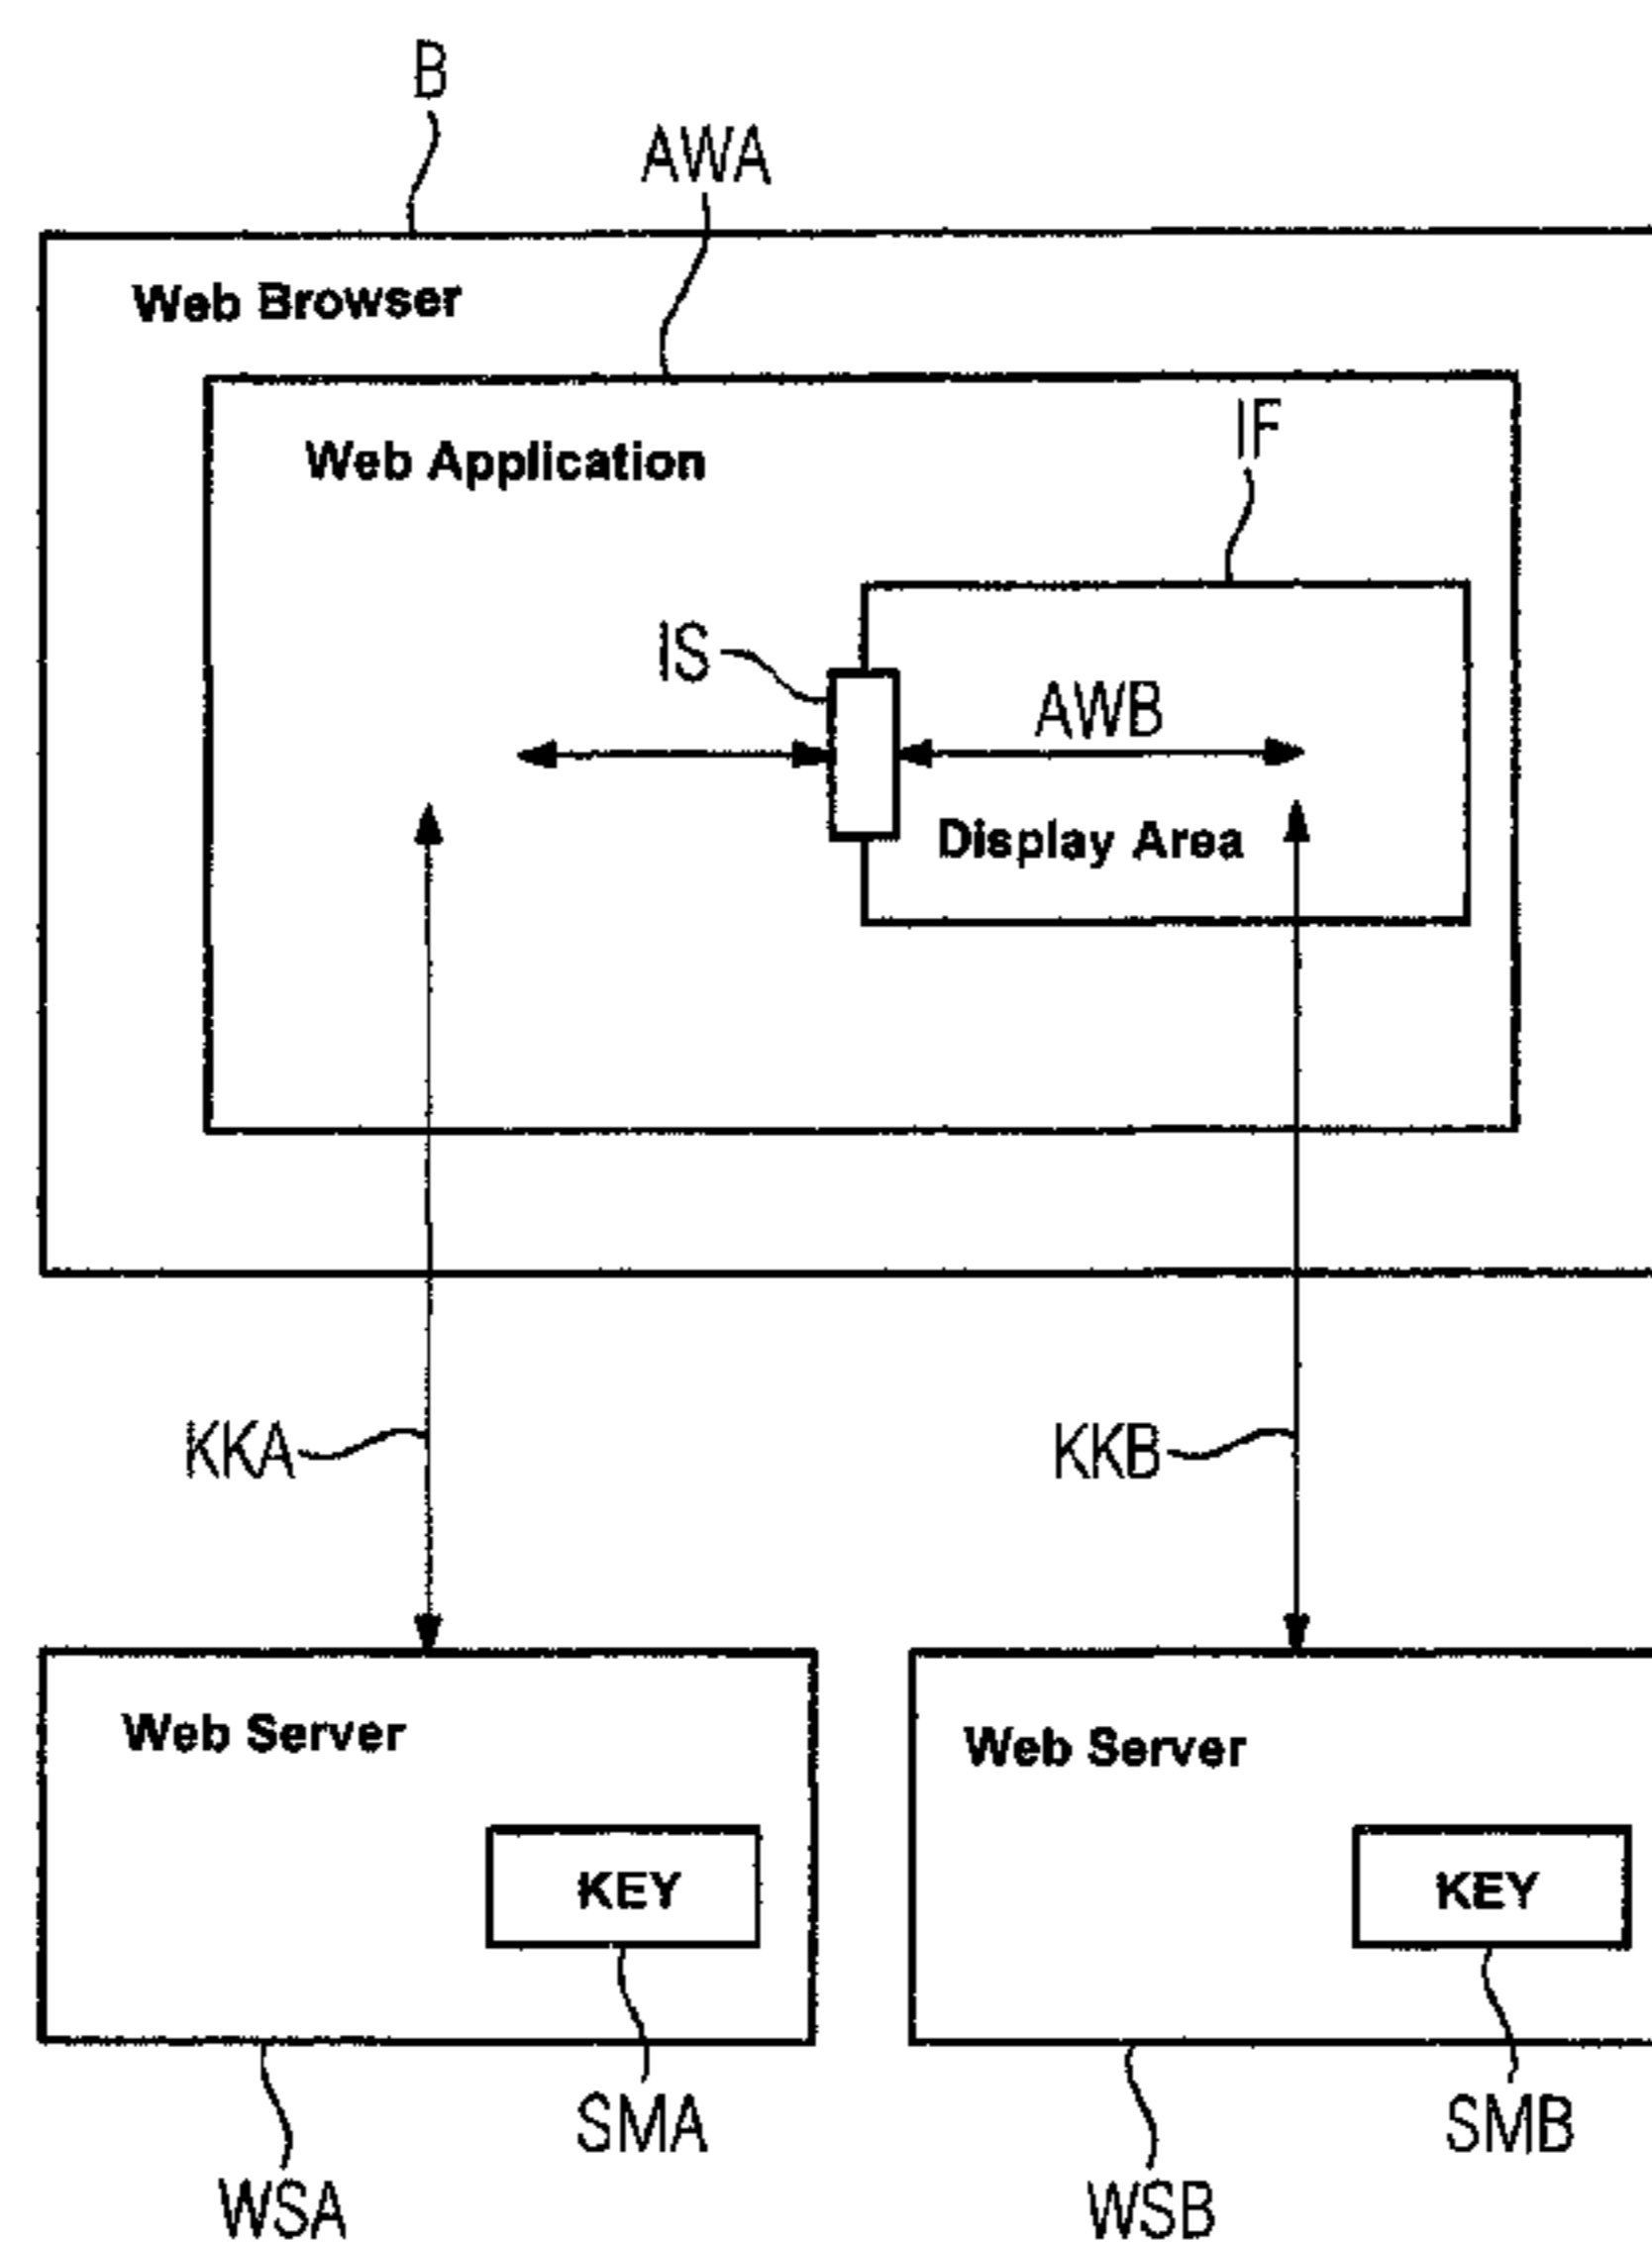 B
AWA
Web Browser
IF
Web Application
IS
AWB
Display Area
KKA
KKB
Web Server
Web Server
KEY
KEY
SMA
SMB
WSA
WSB